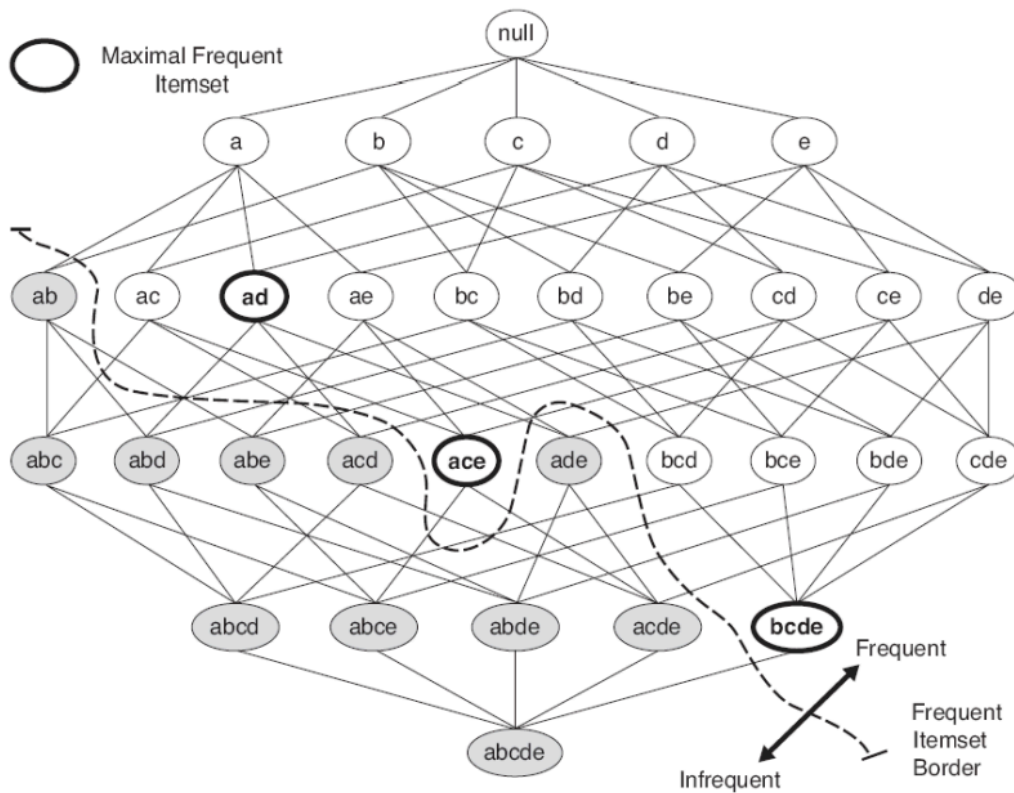 null
Maximal Frequent
Itemset
a b c d e
ab ac ad ae bc bd be cd ce de
abc abd abe acd ace ade bcd bce bde cde
abcd abce abde acde bcde
Frequent
Frequent
Itemset
Border
abcde
Infrequent